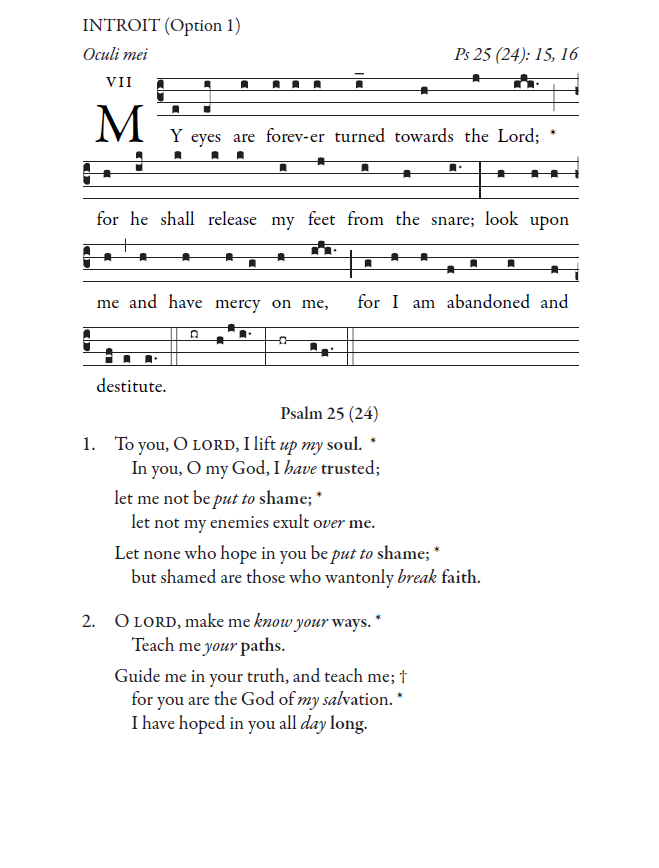 INTROIT (Option 1)
Oculi mei Ps 25 (24): 15, 16
VII
MY eyes are forev-er turned towards the Lord; *
for he shall release my feet from the snare; look upon
me and have mercy on me, for I am abandoned and
destitute.
Psalm 25 (24)
1. To you, O LORD, I lift up my soul. *
In you, O my God, I have trusted;
let me not be put to shame; *
let not my enemies exult over me.
Let none who hope in you be put to shame; *
but shamed are those who wantonly break faith.
2. O LORD, make me know your ways. *
Teach me your paths.
Guide me in your truth, and teach me; †
for you are the God of my salvation. *
I have hoped in you all day long.